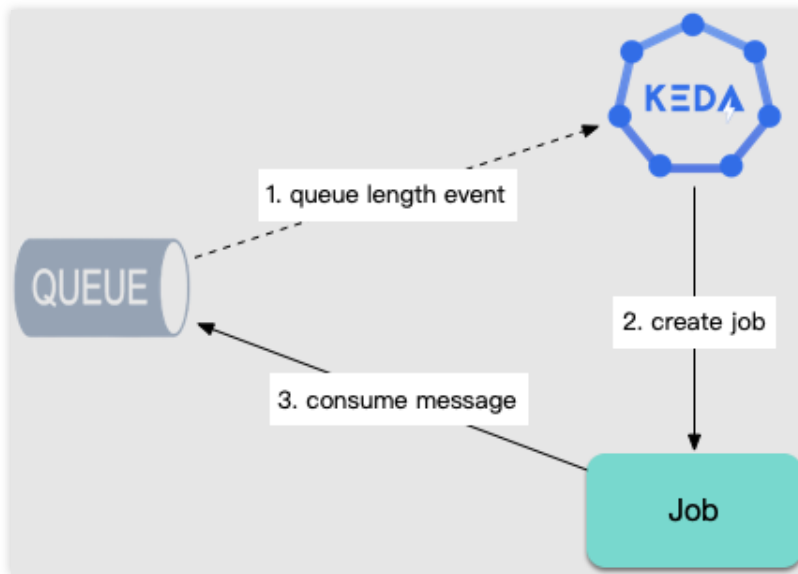 KEDA
1. queue length event
QUEUE
2. create job
3. consume message
Job